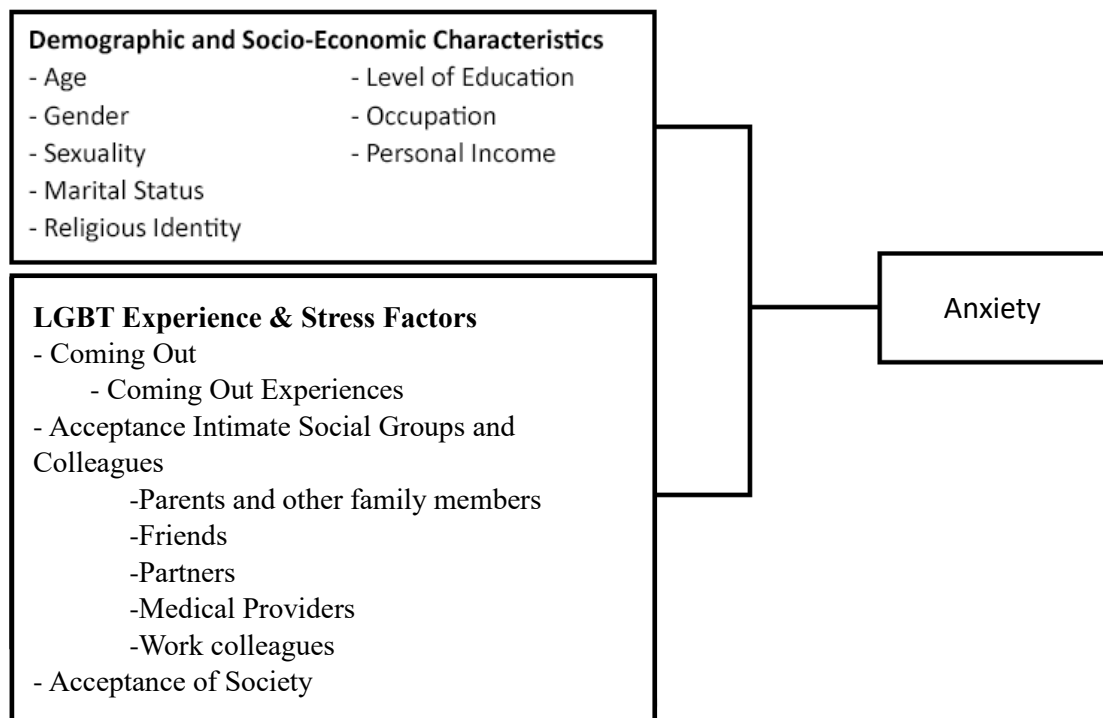 Demographic and Socio-Economic Characteristics
- Age
- Gender
- Sexuality
- Marital Status
- Religious Identity
- Level of Education
- Occupation
- Personal Income
LGBT Experience & Stress Factors
- Coming Out
- Coming Out Experiences
- Acceptance Intimate Social Groups and
Colleagues
-Parents and other family members
-Friends
-Partners
-Medical Providers
-Work colleagues
- Acceptance of Society
Anxiety